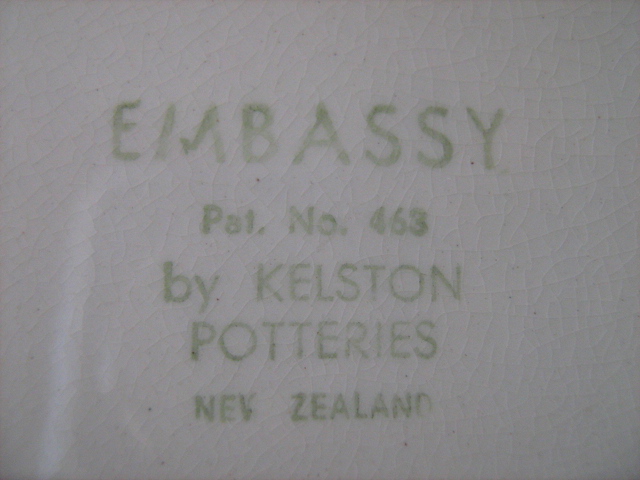 EMBASSY
Pat. No. 463
by KELSTON
POTTERIES
NEW ZEALAND